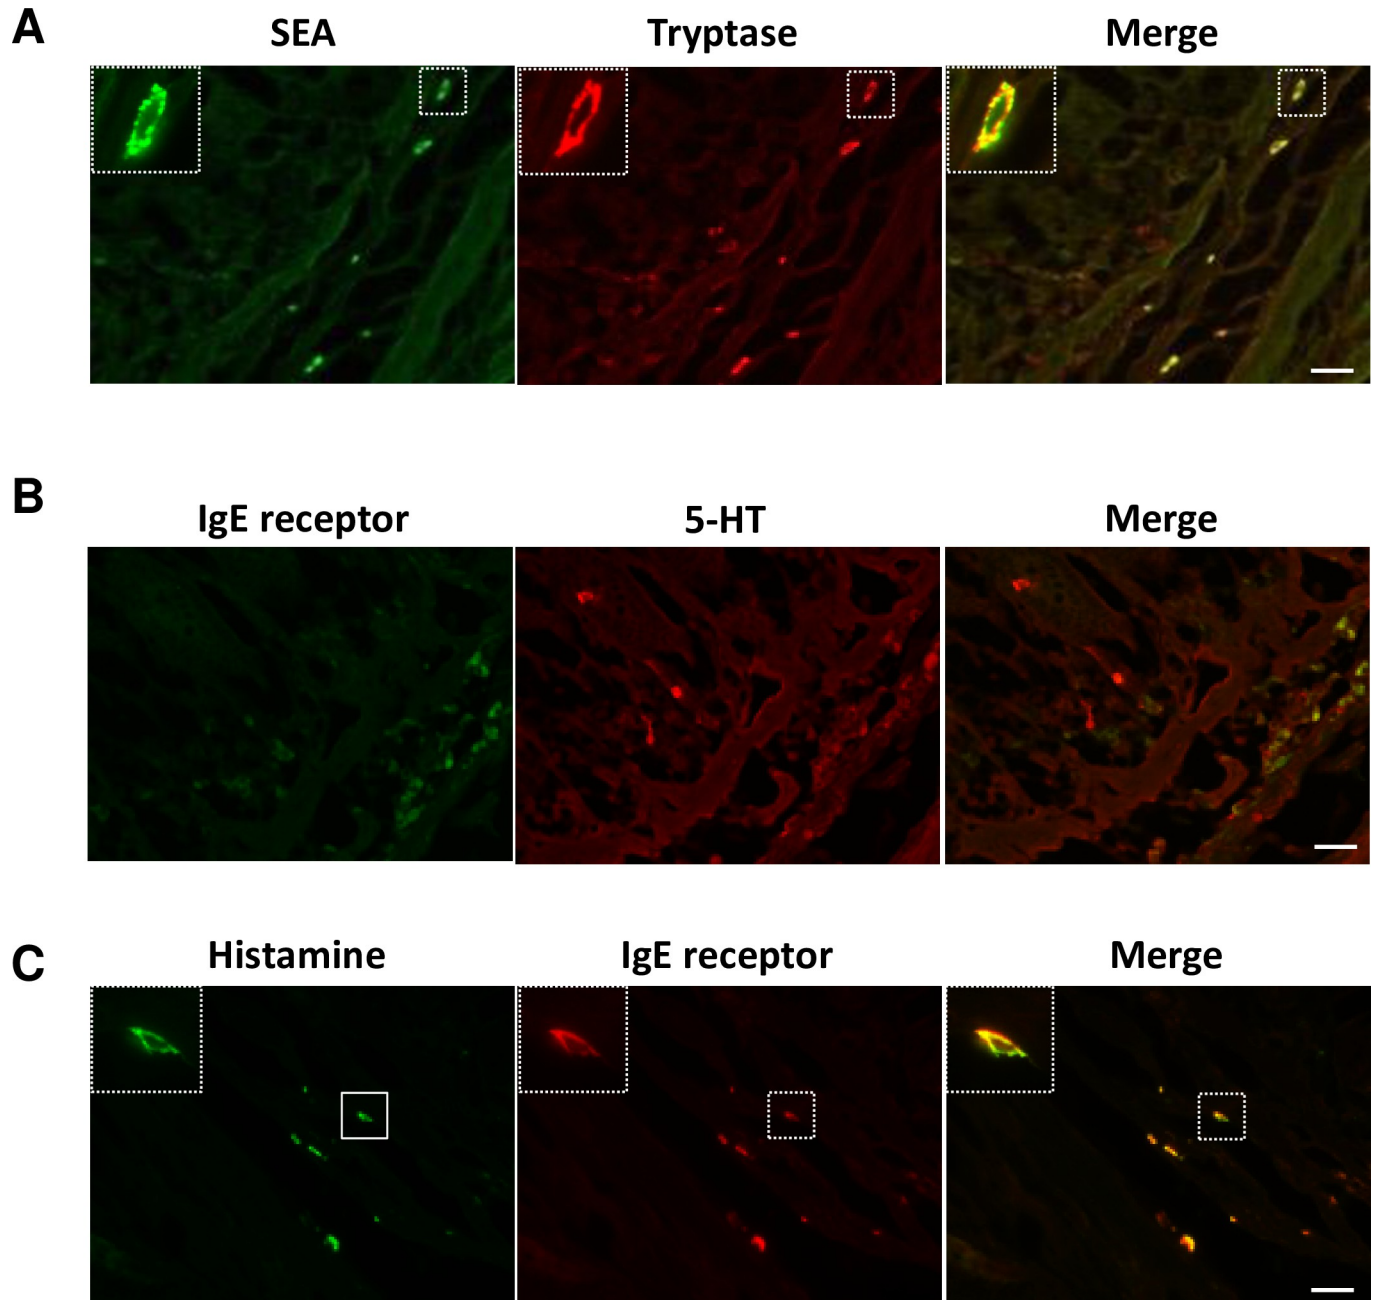 A
SEA Tryptase Merge
B
IgE receptor 5-HT Merge
C
Histamine IgE receptor Merge